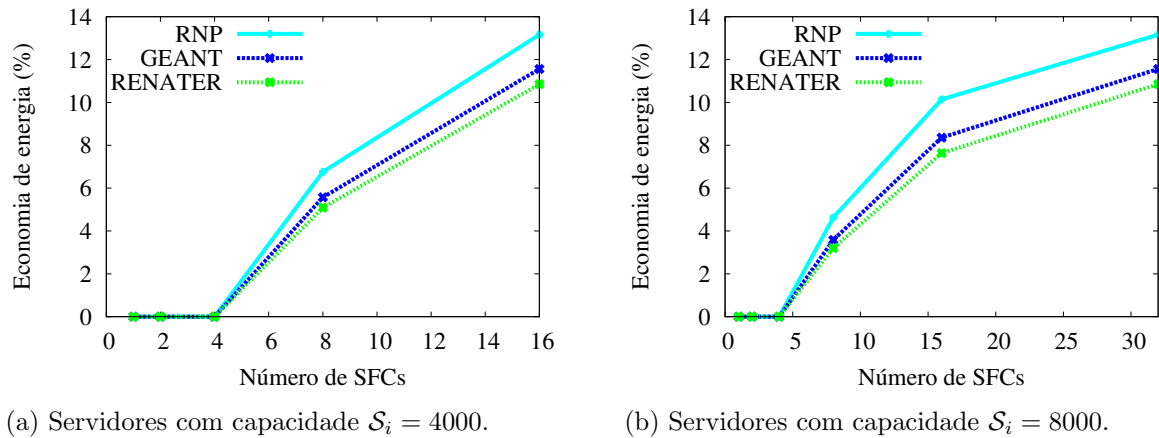 14
12
10
8
6
4
2
0
Economia de energia (%)
RNP
GEANT
RENATER
0 2 4 6 8 10 12 14 16
Número de SFCs
(a) Servidores com capacidade 𝒮ᵢ = 4000.
14
12
10
8
6
4
2
0
Economia de energia (%)
RNP
GEANT
RENATER
0 5 10 15 20 25 30
Número de SFCs
(b) Servidores com capacidade 𝒮ᵢ = 8000.